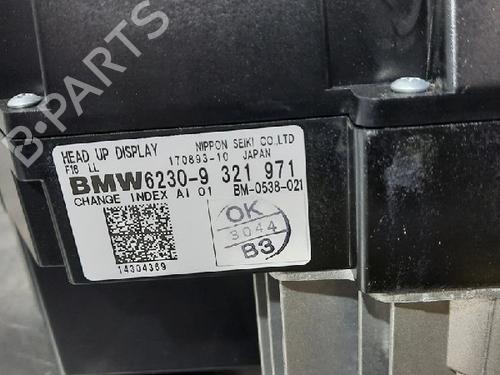 B-PARTS
HEAD UP DISPLAY NIPPON SEIKI CO.,LTD
F16 LL 170893-10 JAPAN
BMW 6230-9 321 971
CHANGE INDEX AI 01 BM-0538-021
OK
3044
B3
14304369